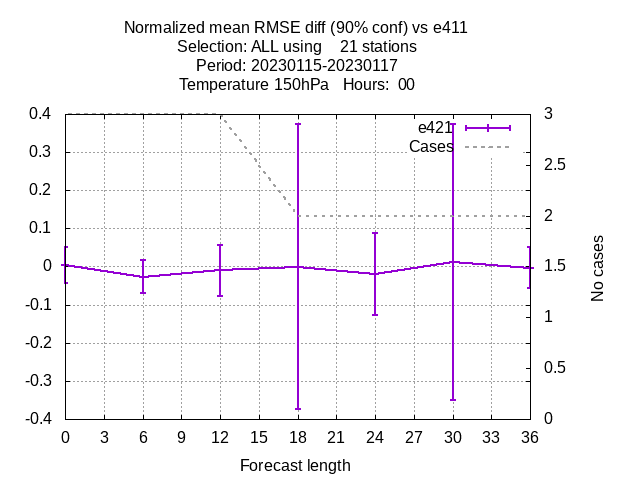 Normalized mean RMSE diff (90% conf) vs e411
Selection: ALL using    21 stations
Period: 20230115-20230117
Temperature 150hPa   Hours:  00
0.4
0.3
0.2
0.1
0
-0.1
-0.2
-0.3
-0.4
e421
Cases
3
2.5
2
1.5
1
0.5
0
No cases
0 3 6 9 12 15 18 21 24 27 30 33 36
Forecast length